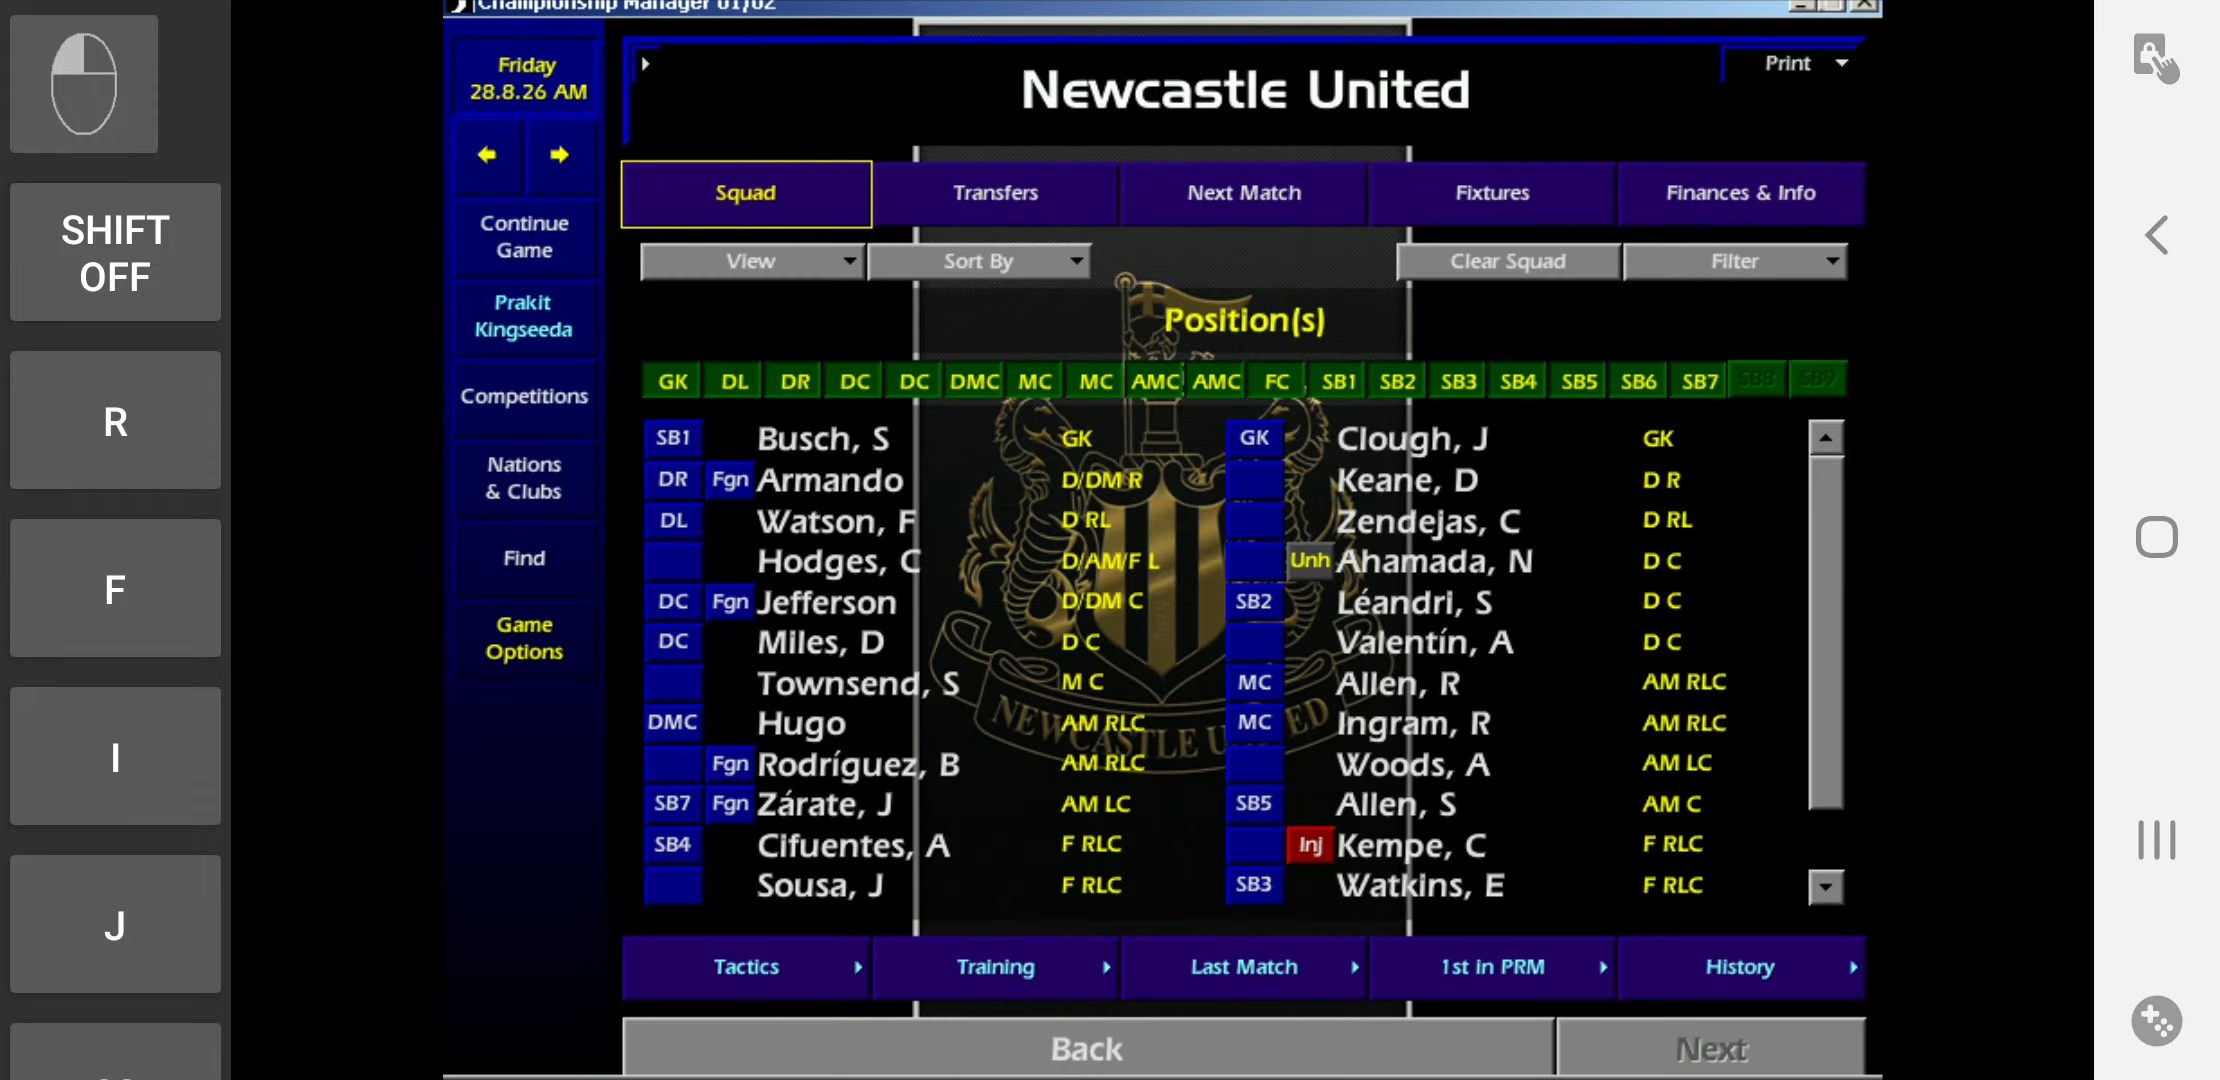 Championship Manager 01/02
Friday
28.8.26 AM
Newcastle United
Print
SHIFT
OFF
R
F
I
J
Continue
Game
Prakit
Kingseeda
Competitions
Nations
& Clubs
Find
Game
Options
Squad Transfers Next Match Fixtures Finances & Info
View Sort By Clear Squad Filter
Position(s)
GK DL DR DC DC DMC MC MC AMC AMC FC SB1 SB2 SB3 SB4 SB5 SB6 SB7 SB8 SB9
SB1 Busch, S GK GK Clough, J GK
DR Fgn Armando D/DM R Keane, D D R
DL Watson, F D RL Zendejas, C D RL
Hodges, C D/AM/F L Unh Ahamada, N D C
DC Fgn Jefferson D/DM C SB2 Léandri, S D C
DC Miles, D D C Valentín, A D C
Townsend, S M C MC Allen, R AM RLC
DMC Hugo AM RLC MC Ingram, R AM RLC
Fgn Rodríguez, B AM RLC Woods, A AM LC
SB7 Fgn Zárate, J AM LC SB5 Allen, S AM C
SB4 Cifuentes, A F RLC Inj Kempe, C F RLC
Sousa, J F RLC SB3 Watkins, E F RLC
NEWCASTLE UNITED
Tactics Training Last Match 1st in PRM History
Back Next